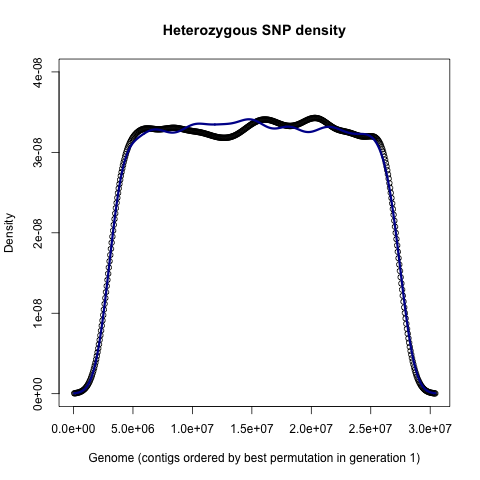 Heterozygous SNP density
4e-08
3e-08
2e-08
1e-08
0e+00
Density
0.0e+00 5.0e+06 1.0e+07 1.5e+07 2.0e+07 2.5e+07 3.0e+07
Genome (contigs ordered by best permutation in generation 1)